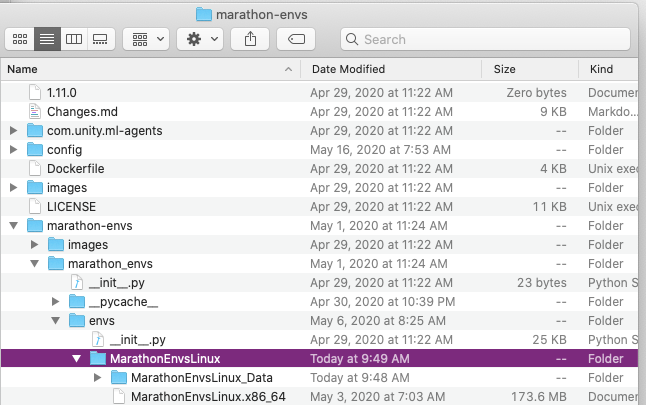 marathon-envs
Search
Name Date Modified Size Kind
1.11.0 Apr 29, 2020 at 11:22 AM Zero bytes Documen
Changes.md Apr 29, 2020 at 11:22 AM 9 KB Markdo...
com.unity.ml-agents Apr 29, 2020 at 11:22 AM -- Folder
config May 16, 2020 at 7:53 AM -- Folder
Dockerfile Apr 29, 2020 at 11:22 AM 4 KB Unix exec
images Apr 29, 2020 at 11:22 AM -- Folder
LICENSE Apr 29, 2020 at 11:22 AM 11 KB Unix exec
marathon-envs May 1, 2020 at 11:24 AM -- Folder
images Apr 29, 2020 at 11:22 AM -- Folder
marathon_envs May 1, 2020 at 11:24 AM -- Folder
__init__.py Apr 29, 2020 at 11:22 AM 23 bytes Python S
__pycache__ Apr 30, 2020 at 10:39 PM -- Folder
envs May 6, 2020 at 8:25 AM -- Folder
__init__.py Apr 29, 2020 at 11:22 AM 25 KB Python S
MarathonEnvsLinux Today at 9:49 AM -- Folder
MarathonEnvsLinux_Data Today at 9:48 AM -- Folder
MarathonEnvsLinux.x86_64 May 3, 2020 at 7:03 AM 173.6 MB Documen